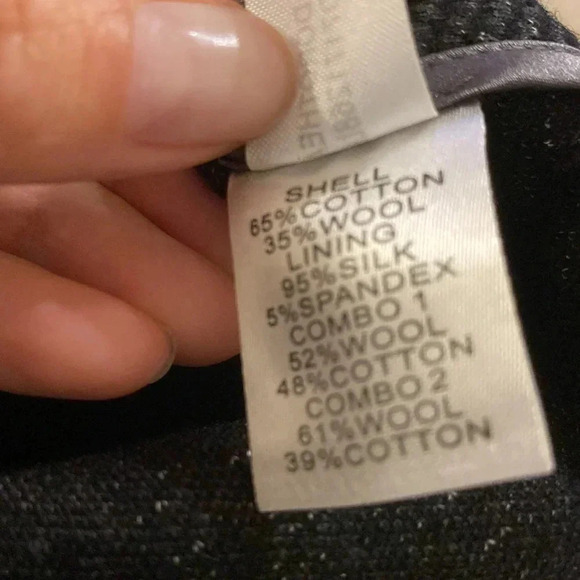 SHELL
65%COTTON
35%WOOL
LINING
95%SILK
5%SPANDEX
COMBO 1
52%WOOL
48%COTTON
COMBO 2
61%WOOL
39%COTTON